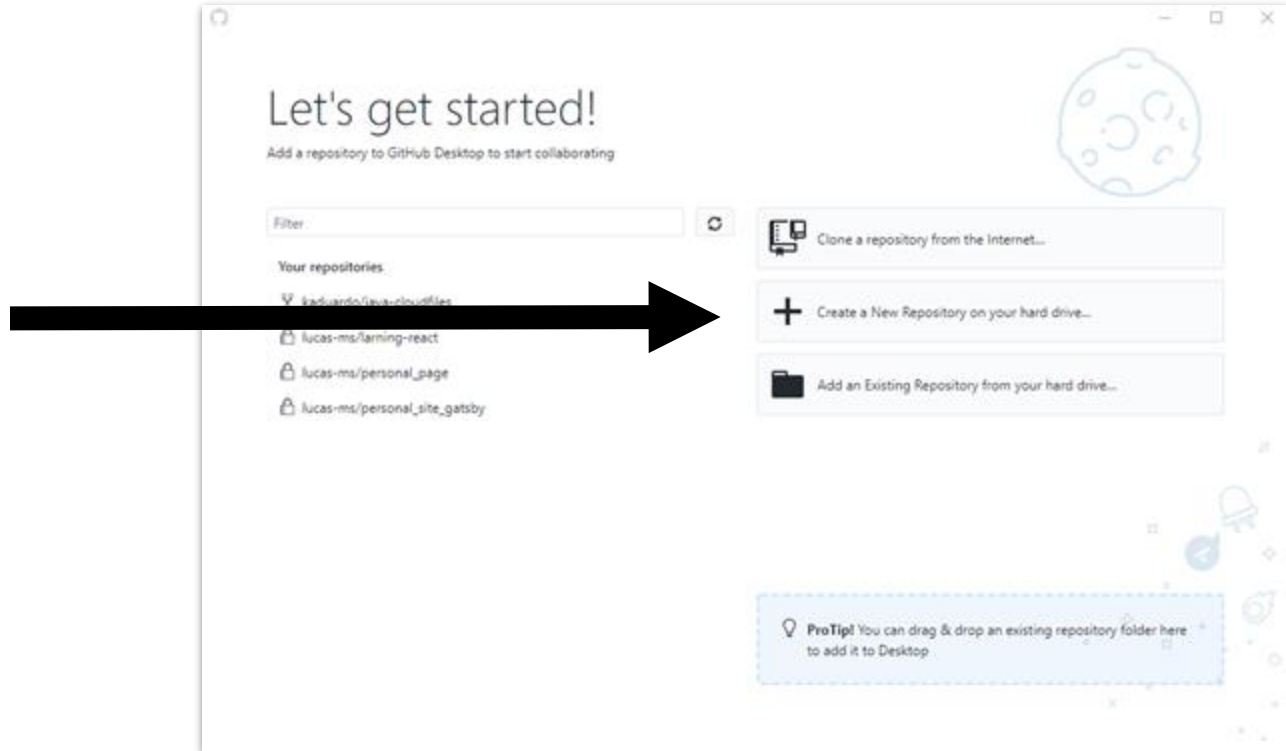 Let's get started!
Add a repository to GitHub Desktop to start collaborating
Filter
Your repositories
kaduardo/java-cloudfiles
lucas-ms/larning-react
lucas-ms/personal_page
lucas-ms/personal_site_gatsby
Clone a repository from the Internet...
Create a New Repository on your hard drive...
Add an Existing Repository from your hard drive...
ProTip! You can drag & drop an existing repository folder here
to add it to Desktop